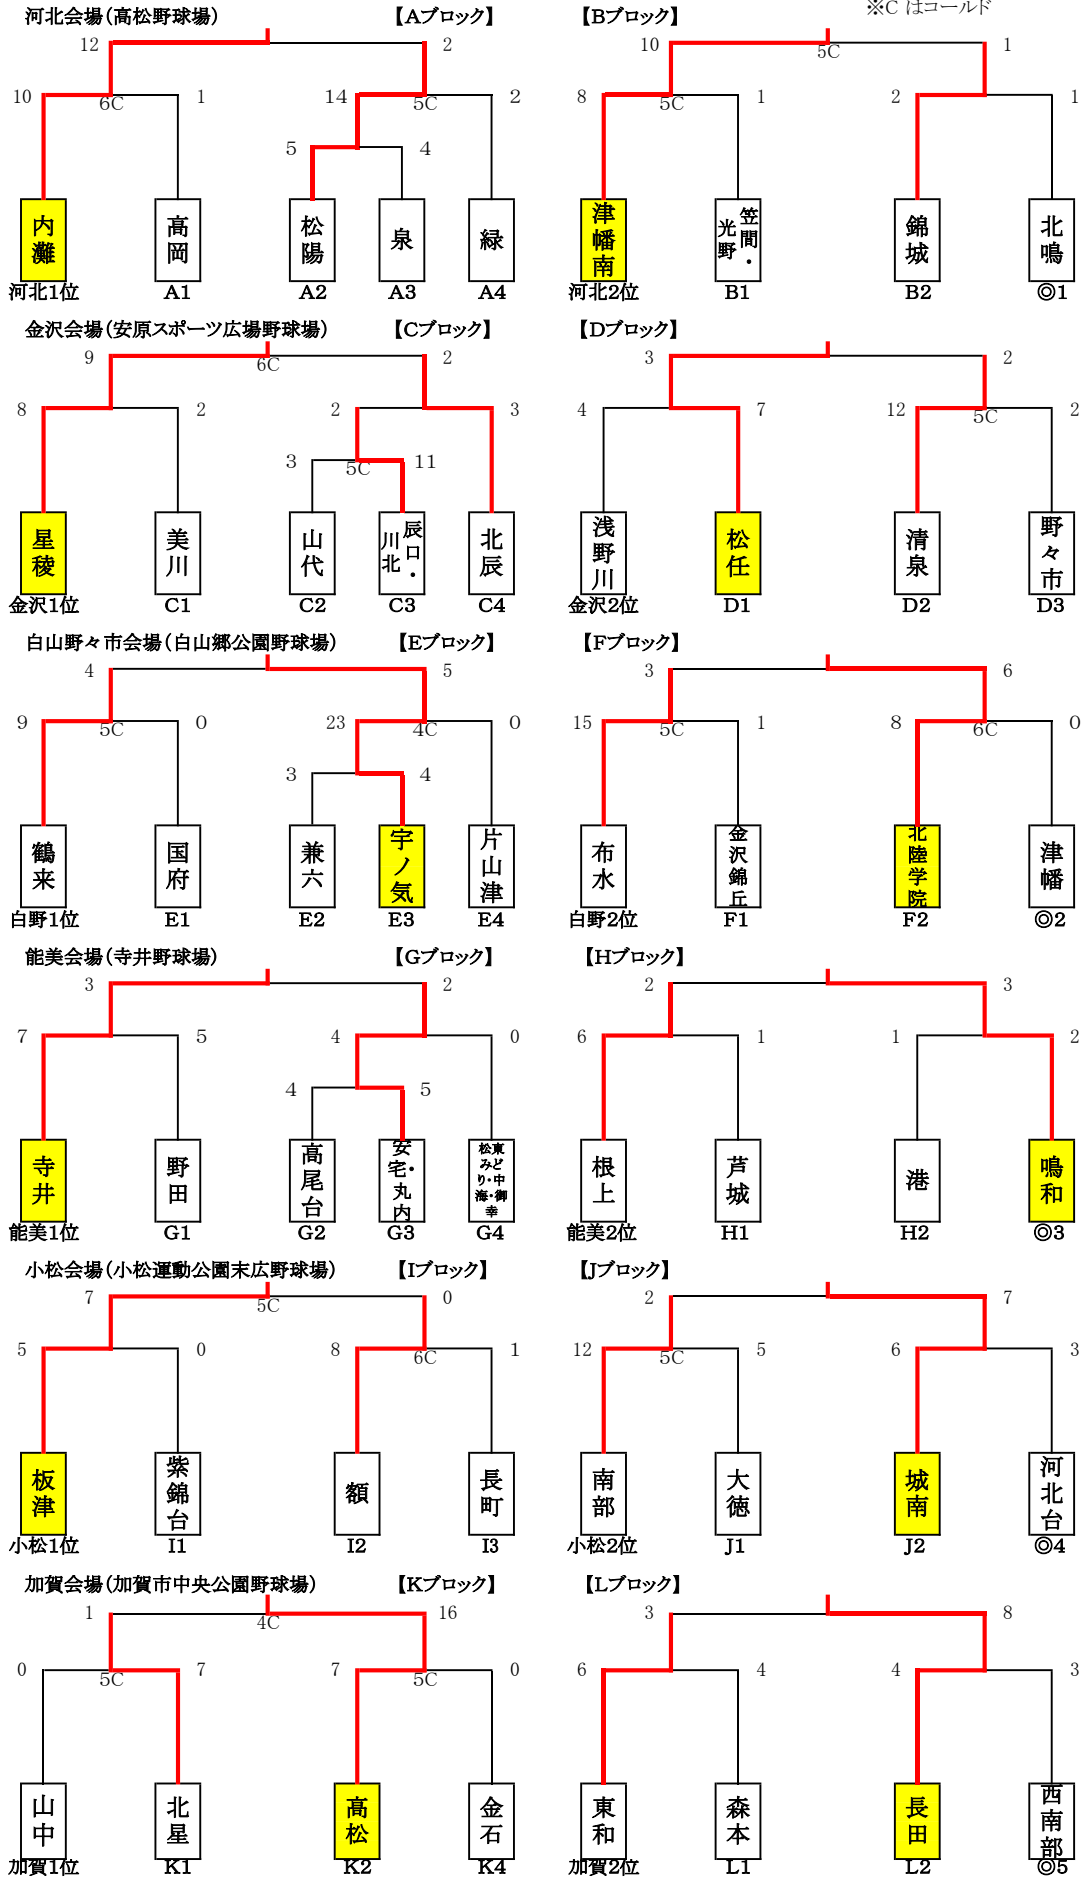 ※C はコールド
河北会場(高松野球場) 【Aブロック】 【Bブロック】
12 2 10 5C 1
10 6C 1 14 5C 2 8 5C 1 2 1
5 4
内灘 高岡 松陽 泉 緑 津幡南 笠間・光野 錦城 北鳴
河北1位 A1 A2 A3 A4 河北2位 B1 B2 ◎1
金沢会場(安原スポーツ広場野球場) 【Cブロック】 【Dブロック】
9 6C 2 3 2
8 2 2 3 4 7 12 5C 2
3 5C 11
星稜 美川 山代 辰口・川北 北辰 浅野川 松任 清泉 野々市
金沢1位 C1 C2 C3 C4 金沢2位 D1 D2 D3
白山野々市会場(白山郷公園野球場) 【Eブロック】 【Fブロック】
4 5 3 6
9 5C 0 23 4C 0 15 5C 1 8 6C 0
3 4
鶴来 国府 兼六 宇ノ気 片山津 布水 金沢錦丘 北陸学院 津幡
白野1位 E1 E2 E3 E4 白野2位 F1 F2 ◎2
能美会場(寺井野球場) 【Gブロック】 【Hブロック】
3 2 2 3
7 5 4 0 6 1 1 2
4 5
寺井 野田 高尾台 安宅・丸内 松東みどり・中海・御幸 根上 芦城 港 鳴和
能美1位 G1 G2 G3 G4 能美2位 H1 H2 ◎3
小松会場(小松運動公園末広野球場) 【Iブロック】 【Jブロック】
7 5C 0 2 7
5 0 8 6C 1 12 5C 5 6 3
板津 紫錦台 額 長町 南部 大徳 城南 河北台
小松1位 I1 I2 I3 小松2位 J1 J2 ◎4
加賀会場(加賀市中央公園野球場) 【Kブロック】 【Lブロック】
1 4C 16 3 8
0 5C 7 7 5C 0 6 4 4 3
山中 北星 高松 金石 東和 森本 長田 西南部
加賀1位 K1 K2 K4 加賀2位 L1 L2 ◎5